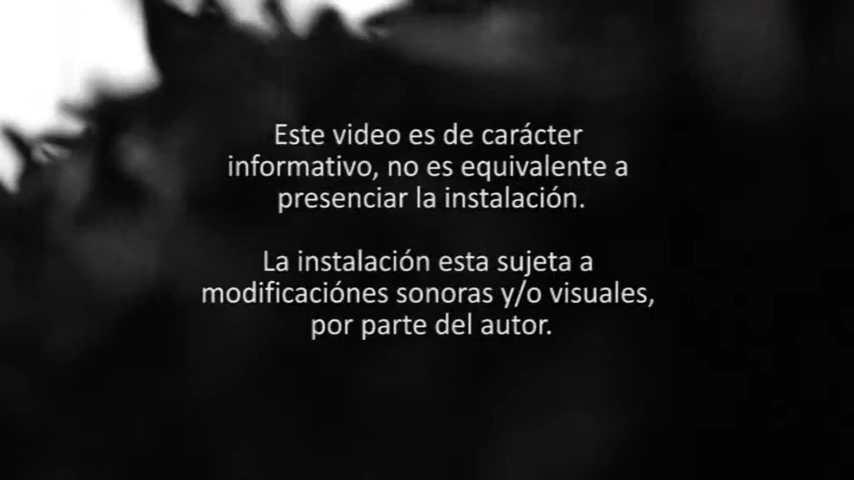 Este video es de carácter
informativo, no es equivalente a
presenciar la instalación.
La instalación esta sujeta a
modificaciónes sonoras y/o visuales,
por parte del autor.